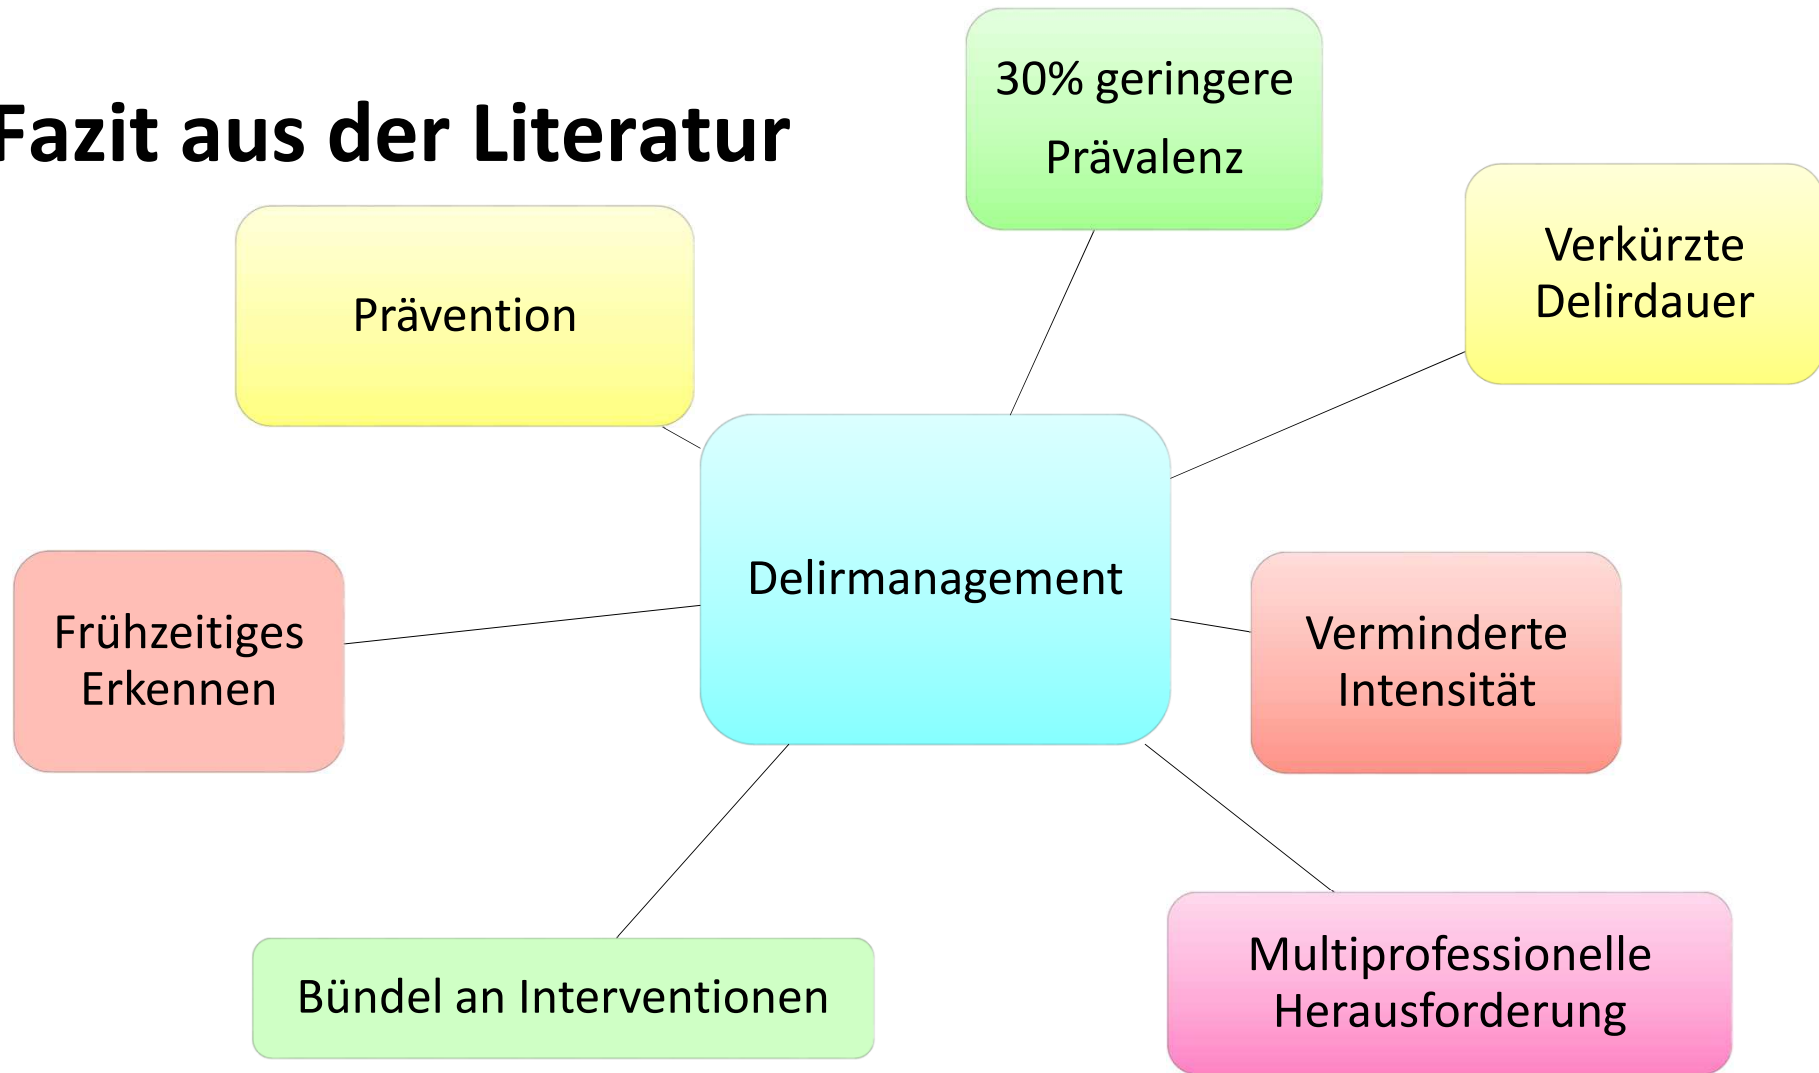 Fazit aus der Literatur
30% geringere
Prävalenz
Verkürzte
Delirdauer
Prävention
Delirmanagement
Frühzeitiges
Erkennen
Verminderte
Intensität
Bündel an Interventionen
Multiprofessionelle
Herausforderung